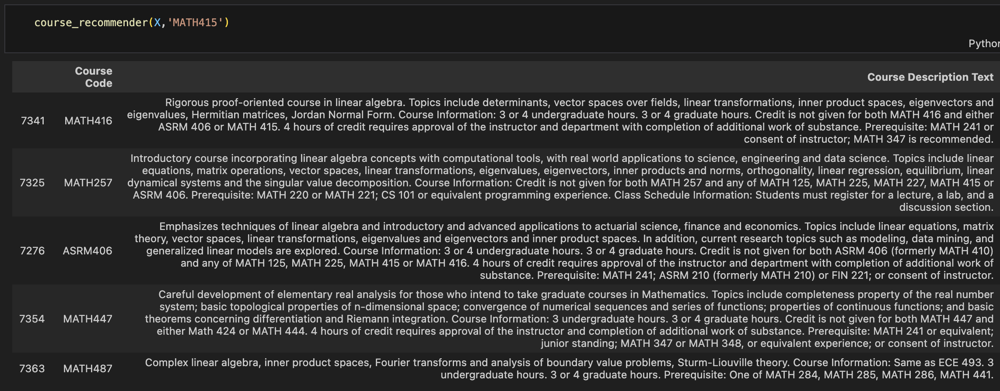 course_recommender(X,'MATH415')
Python
Course
Code
Course Description Text
7341
MATH416
Rigorous proof-oriented course in linear algebra. Topics include determinants, vector spaces over fields, linear transformations, inner product spaces, eigenvectors and
eigenvalues, Hermitian matrices, Jordan Normal Form. Course Information: 3 or 4 undergraduate hours. 3 or 4 graduate hours. Credit is not given for both MATH 416 and either
ASRM 406 or MATH 415. 4 hours of credit requires approval of the instructor and department with completion of additional work of substance. Prerequisite: MATH 241 or
consent of instructor; MATH 347 is recommended.
7325
MATH257
Introductory course incorporating linear algebra concepts with computational tools, with real world applications to science, engineering and data science. Topics include linear
equations, matrix operations, vector spaces, linear transformations, eigenvalues, eigenvectors, inner products and norms, orthogonality, linear regression, equilibrium, linear
dynamical systems and the singular value decomposition. Course Information: Credit is not given for both MATH 257 and any of MATH 125, MATH 225, MATH 227, MATH 415 or
ASRM 406. Prerequisite: MATH 220 or MATH 221; CS 101 or equivalent programming experience. Class Schedule Information: Students must register for a lecture, a lab, and a
discussion section.
7276
ASRM406
Emphasizes techniques of linear algebra and introductory and advanced applications to actuarial science, finance and economics. Topics include linear equations, matrix
theory, vector spaces, linear transformations, eigenvalues and eigenvectors and inner product spaces. In addition, current research topics such as modeling, data mining, and
generalized linear models are explored. Course Information: 3 or 4 undergraduate hours. 3 or 4 graduate hours. Credit is not given for both ASRM 406 (formerly MATH 410)
and any of MATH 125, MATH 225, MATH 415 or MATH 416. 4 hours of credit requires approval of the instructor and department with completion of additional work of
substance. Prerequisite: MATH 241; ASRM 210 (formerly MATH 210) or FIN 221; or consent of instructor.
7354
MATH447
Careful development of elementary real analysis for those who intend to take graduate courses in Mathematics. Topics include completeness property of the real number
system; basic topological properties of n-dimensional space; convergence of numerical sequences and series of functions; properties of continuous functions; and basic
theorems concerning differentiation and Riemann integration. Course Information: 3 undergraduate hours. 3 or 4 graduate hours. Credit is not given for both MATH 447 and
either Math 424 or MATH 444. 4 hours of credit requires approval of the instructor and completion of additional work of substance. Prerequisite: MATH 241 or equivalent;
junior standing; MATH 347 or MATH 348, or equivalent experience; or consent of instructor.
7363
MATH487
Complex linear algebra, inner product spaces, Fourier transforms and analysis of boundary value problems, Sturm-Liouville theory. Course Information: Same as ECE 493. 3
undergraduate hours. 3 or 4 graduate hours. Prerequisite: One of MATH 284, MATH 285, MATH 286, MATH 441.